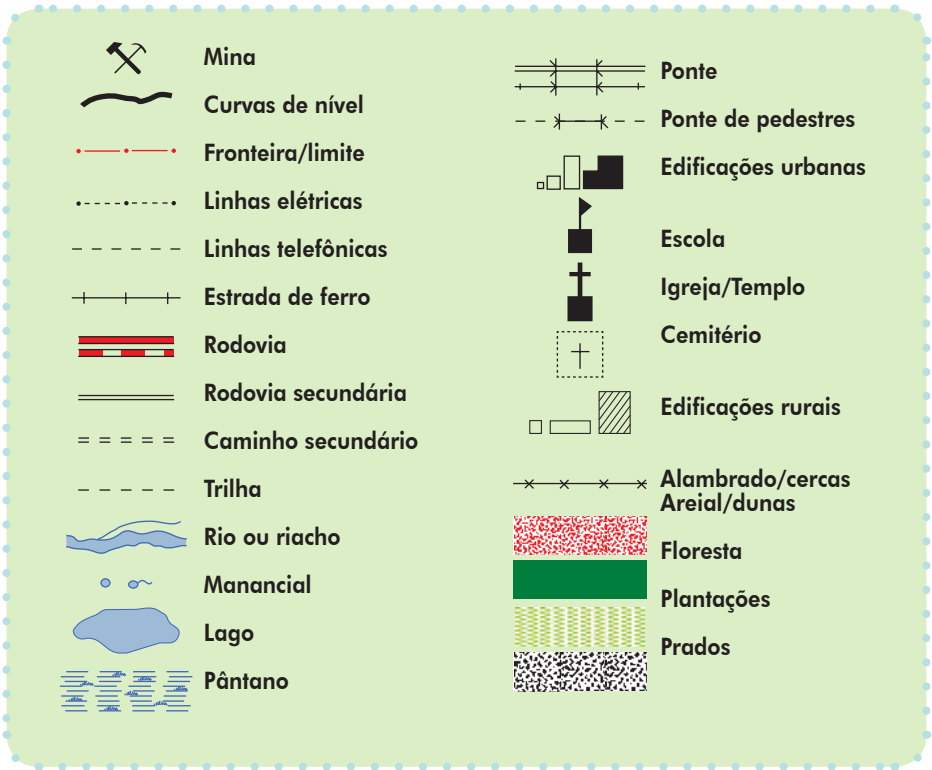 Mina
Curvas de nível
Fronteira/limite
Linhas elétricas
Linhas telefônicas
Estrada de ferro
Rodovia
Rodovia secundária
Caminho secundário
Trilha
Rio ou riacho
Manancial
Lago
Pântano
Ponte
Ponte de pedestres
Edificações urbanas
Escola
Igreja/Templo
Cemitério
Edificações rurais
Alambrado/cercas
Areial/dunas
Floresta
Plantações
Prados